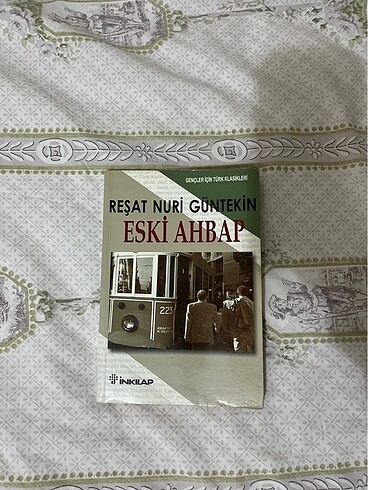 GENÇLER İÇİN TÜRK KLASİKLERİ
REŞAT NURİ GÜNTEKİN
ESKİ AHBAP
223
İNKILAP